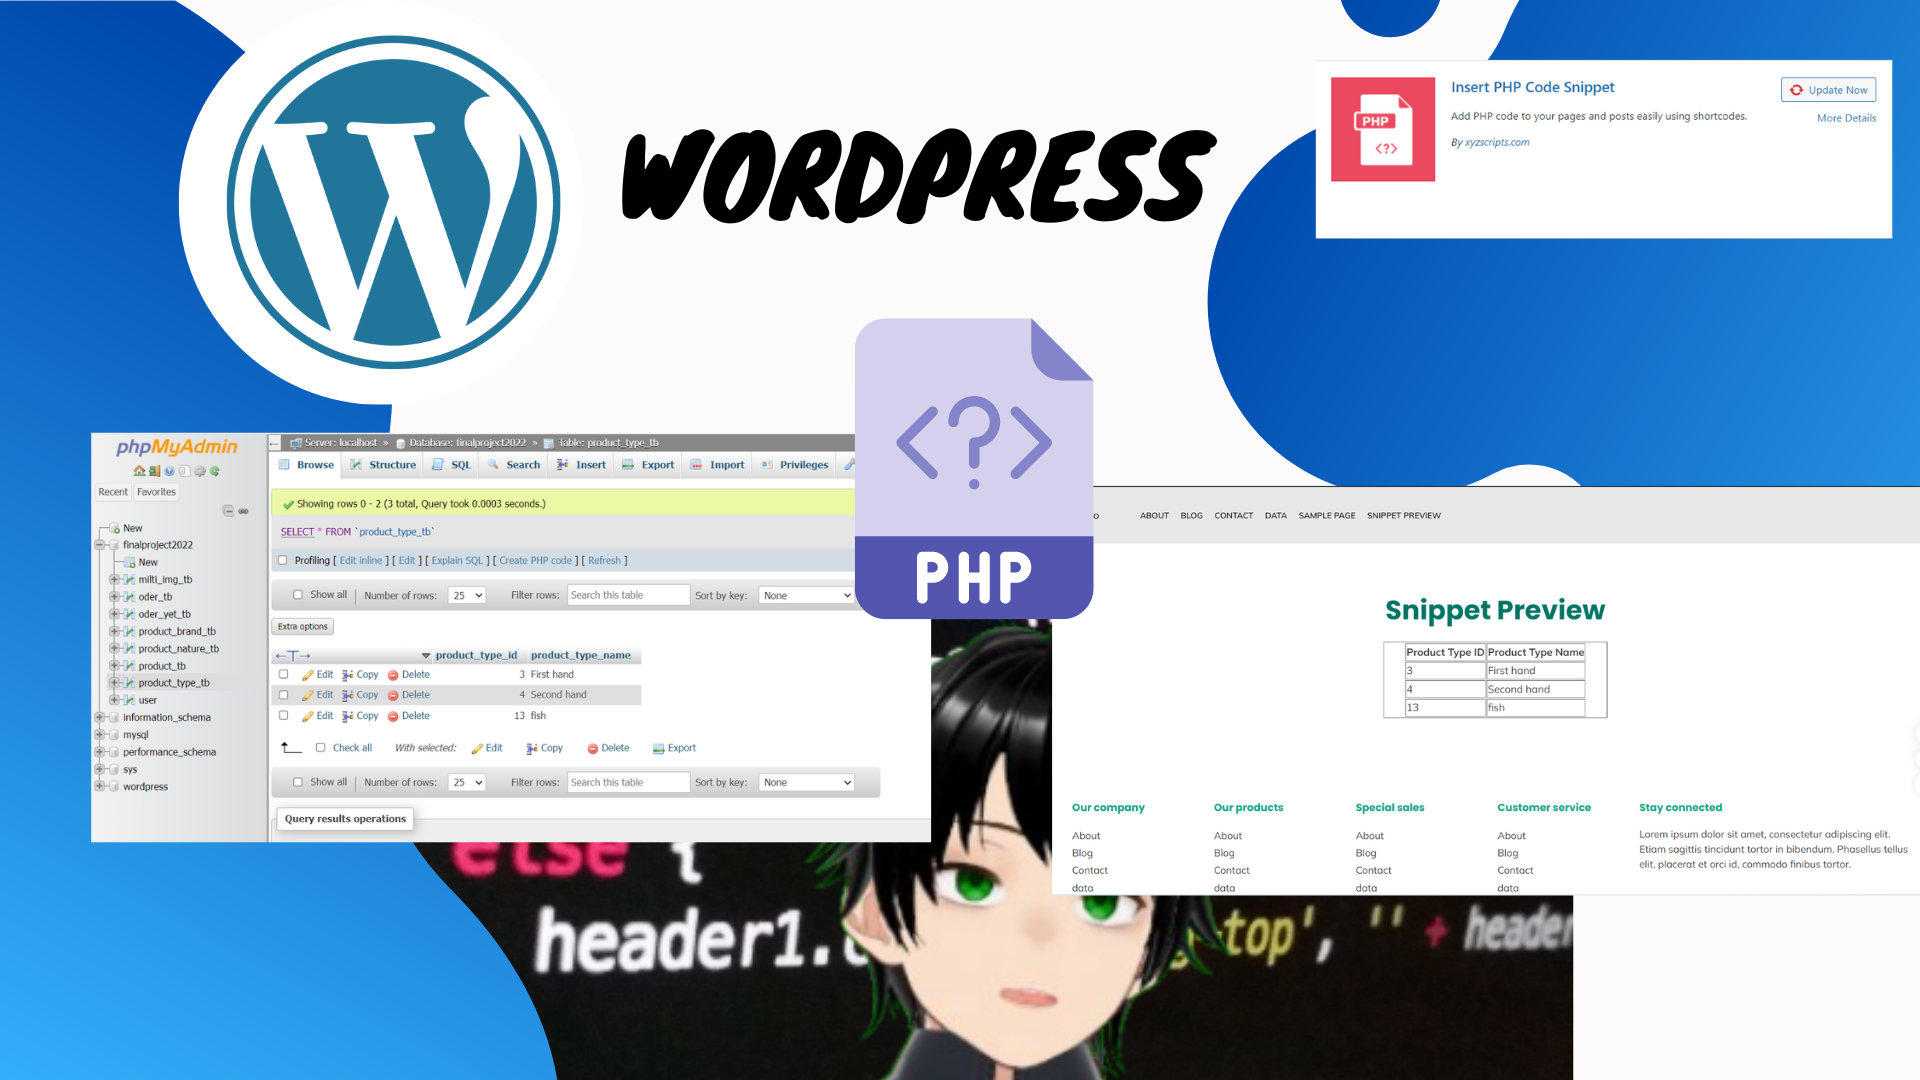 WORDPRESS
Insert PHP Code Snippet
Update Now
Add PHP code to your pages and posts easily using shortcodes.
More Details
By xyzscripts.com
PHP
<?>
<?>
PHP
phpMyAdmin
Recent Favorites
New
finalproject2022
New
milti_img_tb
oder_tb
oder_yet_tb
product_brand_tb
product_nature_tb
product_tb
product_type_tb
user
information_schema
mysql
performance_schema
sys
wordpress
Server: localhost » Database: finalproject2022 » Table: product_type_tb
Browse Structure SQL Search Insert Export Import Privileges
Showing rows 0 - 2 (3 total, Query took 0.0003 seconds.)
SELECT * FROM `product_type_tb`
Profiling [ Edit inline ] [ Edit ] [ Explain SQL ] [ Create PHP code ] [ Refresh ]
Show all Number of rows: 25 Filter rows: Search this table Sort by key: None
Extra options
product_type_id product_type_name
Edit Copy Delete 3 First hand
Edit Copy Delete 4 Second hand
Edit Copy Delete 13 fish
Check all With selected: Edit Copy Delete Export
Show all Number of rows: 25 Filter rows: Search this table Sort by key: None
Query results operations
o ABOUT BLOG CONTACT DATA SAMPLE PAGE SNIPPET PREVIEW
Snippet Preview
Product Type ID Product Type Name
3 First hand
4 Second hand
13 fish
Our company Our products Special sales Customer service Stay connected
About About About About
Blog Blog Blog Blog
Contact Contact Contact Contact
data data data data
Lorem ipsum dolor sit amet, consectetur adipiscing elit.
Etiam sagittis tincidunt tortor in bibendum. Phasellus tellus
elit, placerat et orci id, commodo finibus tortor.
else {
header1. -top', '' + header